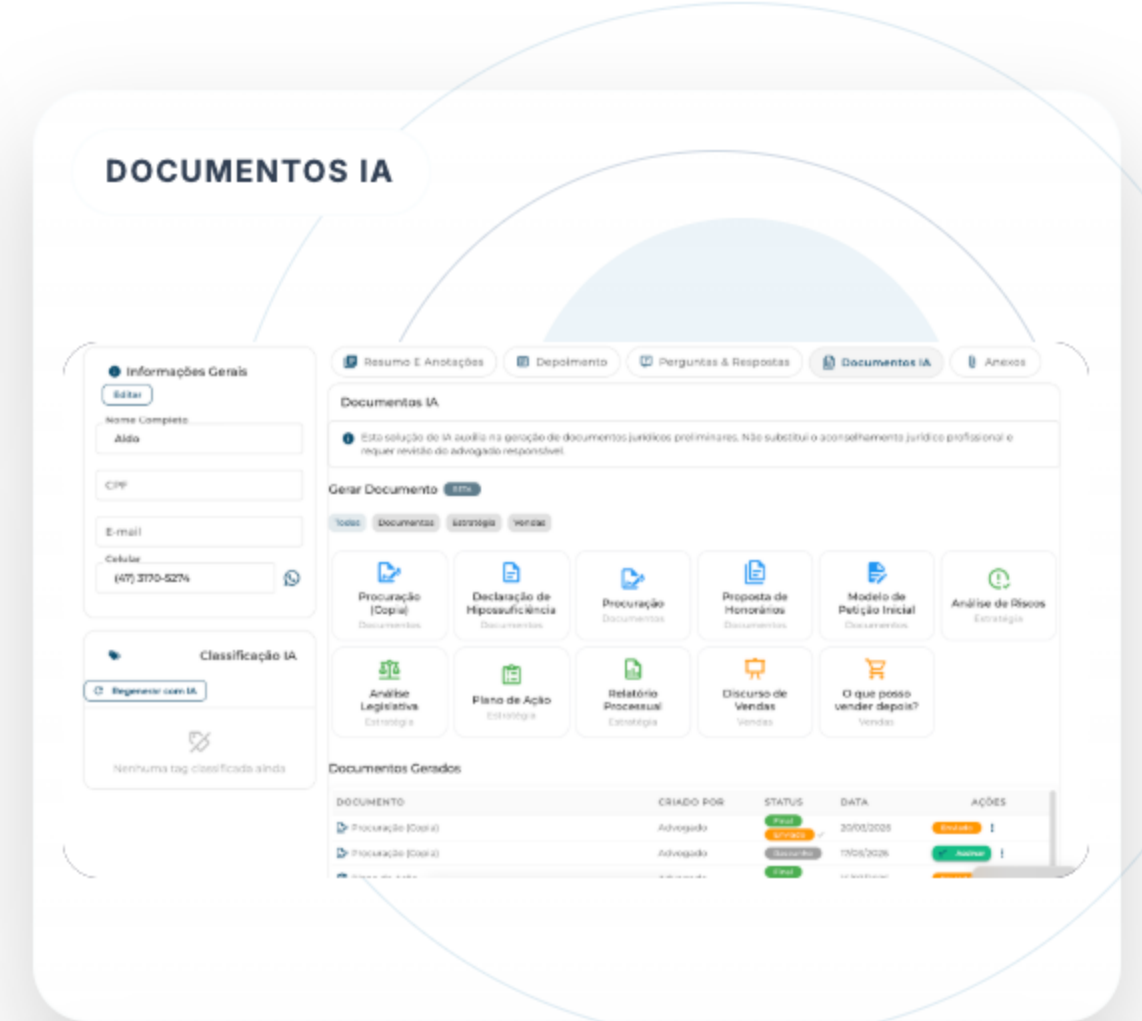 DOCUMENTOS IA
Informações Gerais
Editar
Nome Completo
Aldo
CPF
E-mail
Celular
(47) 3170-5274
Classificação IA
Regenerar com IA
Nenhuma tag classificada ainda
Resumo E Anotações
Depoimento
Perguntas & Respostas
Documentos IA
Anexos
Documentos IA
Esta solução de IA auxilia na geração de documentos jurídicos preliminares. Não substitui o aconselhamento jurídico profissional e
requer revisão do advogado responsável.
Gerar Documento BETA
Todas Documentos Estratégia Vendas
Procuração
(Copia)
Documentos
Declaração de
Hipossuficiência
Documentos
Procuração
Documentos
Proposta de
Honorários
Documentos
Modelo de
Petição Inicial
Documentos
Análise de Riscos
Estratégia
Análise
Legislativa
Estratégia
Plano de Ação
Estratégia
Relatório
Processual
Estratégia
Discurso de
Vendas
Vendas
O que posso
vender depois?
Vendas
Documentos Gerados
DOCUMENTO CRIADO POR STATUS DATA AÇÕES
Procuração (Copia) Advogado Final Enviado
Procuração (Copia) Advogado Rascunho Assinar
Final